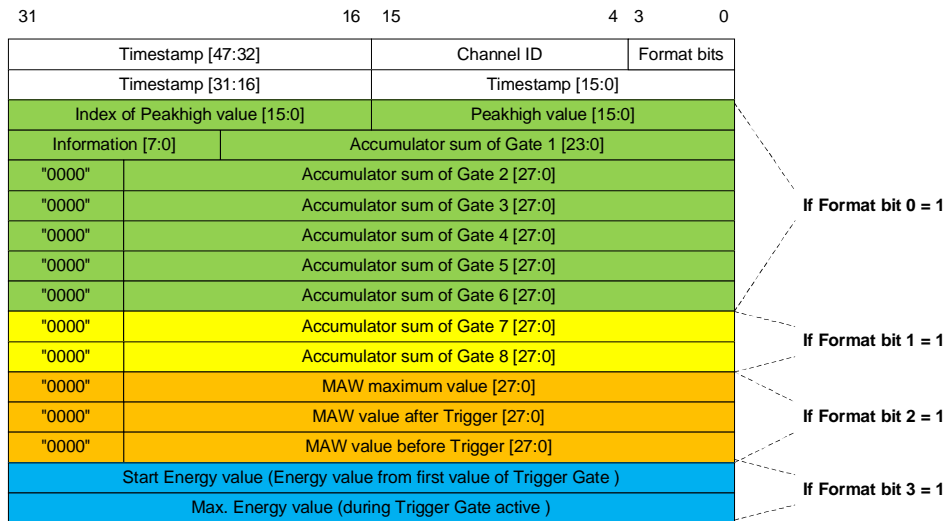 31 16 15 4 3 0
Timestamp [47:32] Channel ID Format bits
Timestamp [31:16] Timestamp [15:0]
Index of Peakhigh value [15:0] Peakhigh value [15:0]
Information [7:0] Accumulator sum of Gate 1 [23:0]
"0000" Accumulator sum of Gate 2 [27:0]
"0000" Accumulator sum of Gate 3 [27:0] If Format bit 0 = 1
"0000" Accumulator sum of Gate 4 [27:0]
"0000" Accumulator sum of Gate 5 [27:0]
"0000" Accumulator sum of Gate 6 [27:0]
"0000" Accumulator sum of Gate 7 [27:0] If Format bit 1 = 1
"0000" Accumulator sum of Gate 8 [27:0]
"0000" MAW maximum value [27:0]
"0000" MAW value after Trigger [27:0] If Format bit 2 = 1
"0000" MAW value before Trigger [27:0]
Start Energy value (Energy value from first value of Trigger Gate ) If Format bit 3 = 1
Max. Energy value (during Trigger Gate active )